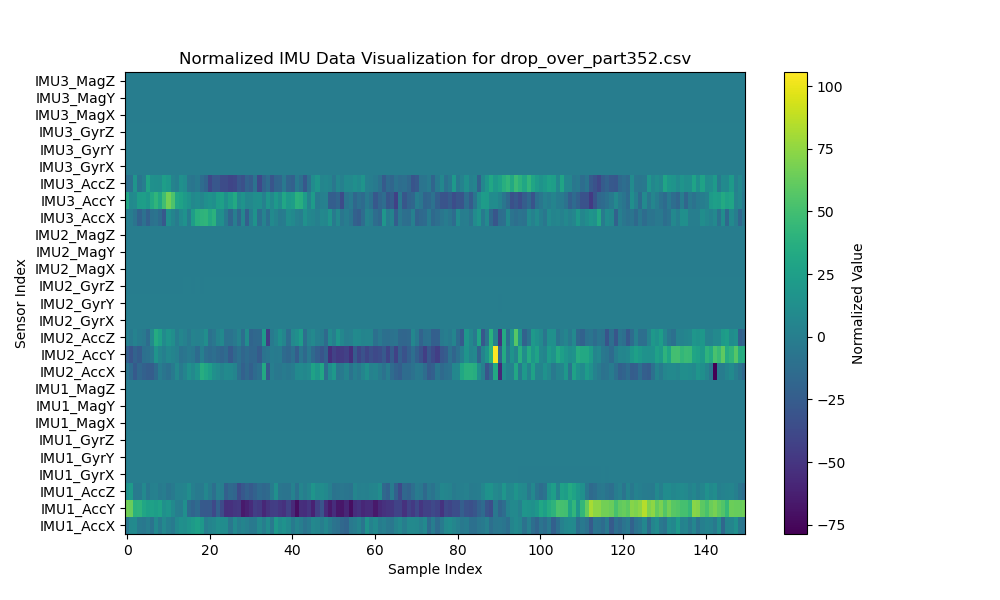 Normalized IMU Data Visualization for drop_over_part352.csv
Sensor Index
IMU3_MagZ
IMU3_MagY
IMU3_MagX
IMU3_GyrZ
IMU3_GyrY
IMU3_GyrX
IMU3_AccZ
IMU3_AccY
IMU3_AccX
IMU2_MagZ
IMU2_MagY
IMU2_MagX
IMU2_GyrZ
IMU2_GyrY
IMU2_GyrX
IMU2_AccZ
IMU2_AccY
IMU2_AccX
IMU1_MagZ
IMU1_MagY
IMU1_MagX
IMU1_GyrZ
IMU1_GyrY
IMU1_GyrX
IMU1_AccZ
IMU1_AccY
IMU1_AccX
0 20 40 60 80 100 120 140
Sample Index
100
75
50
25
0
−25
−50
−75
Normalized Value